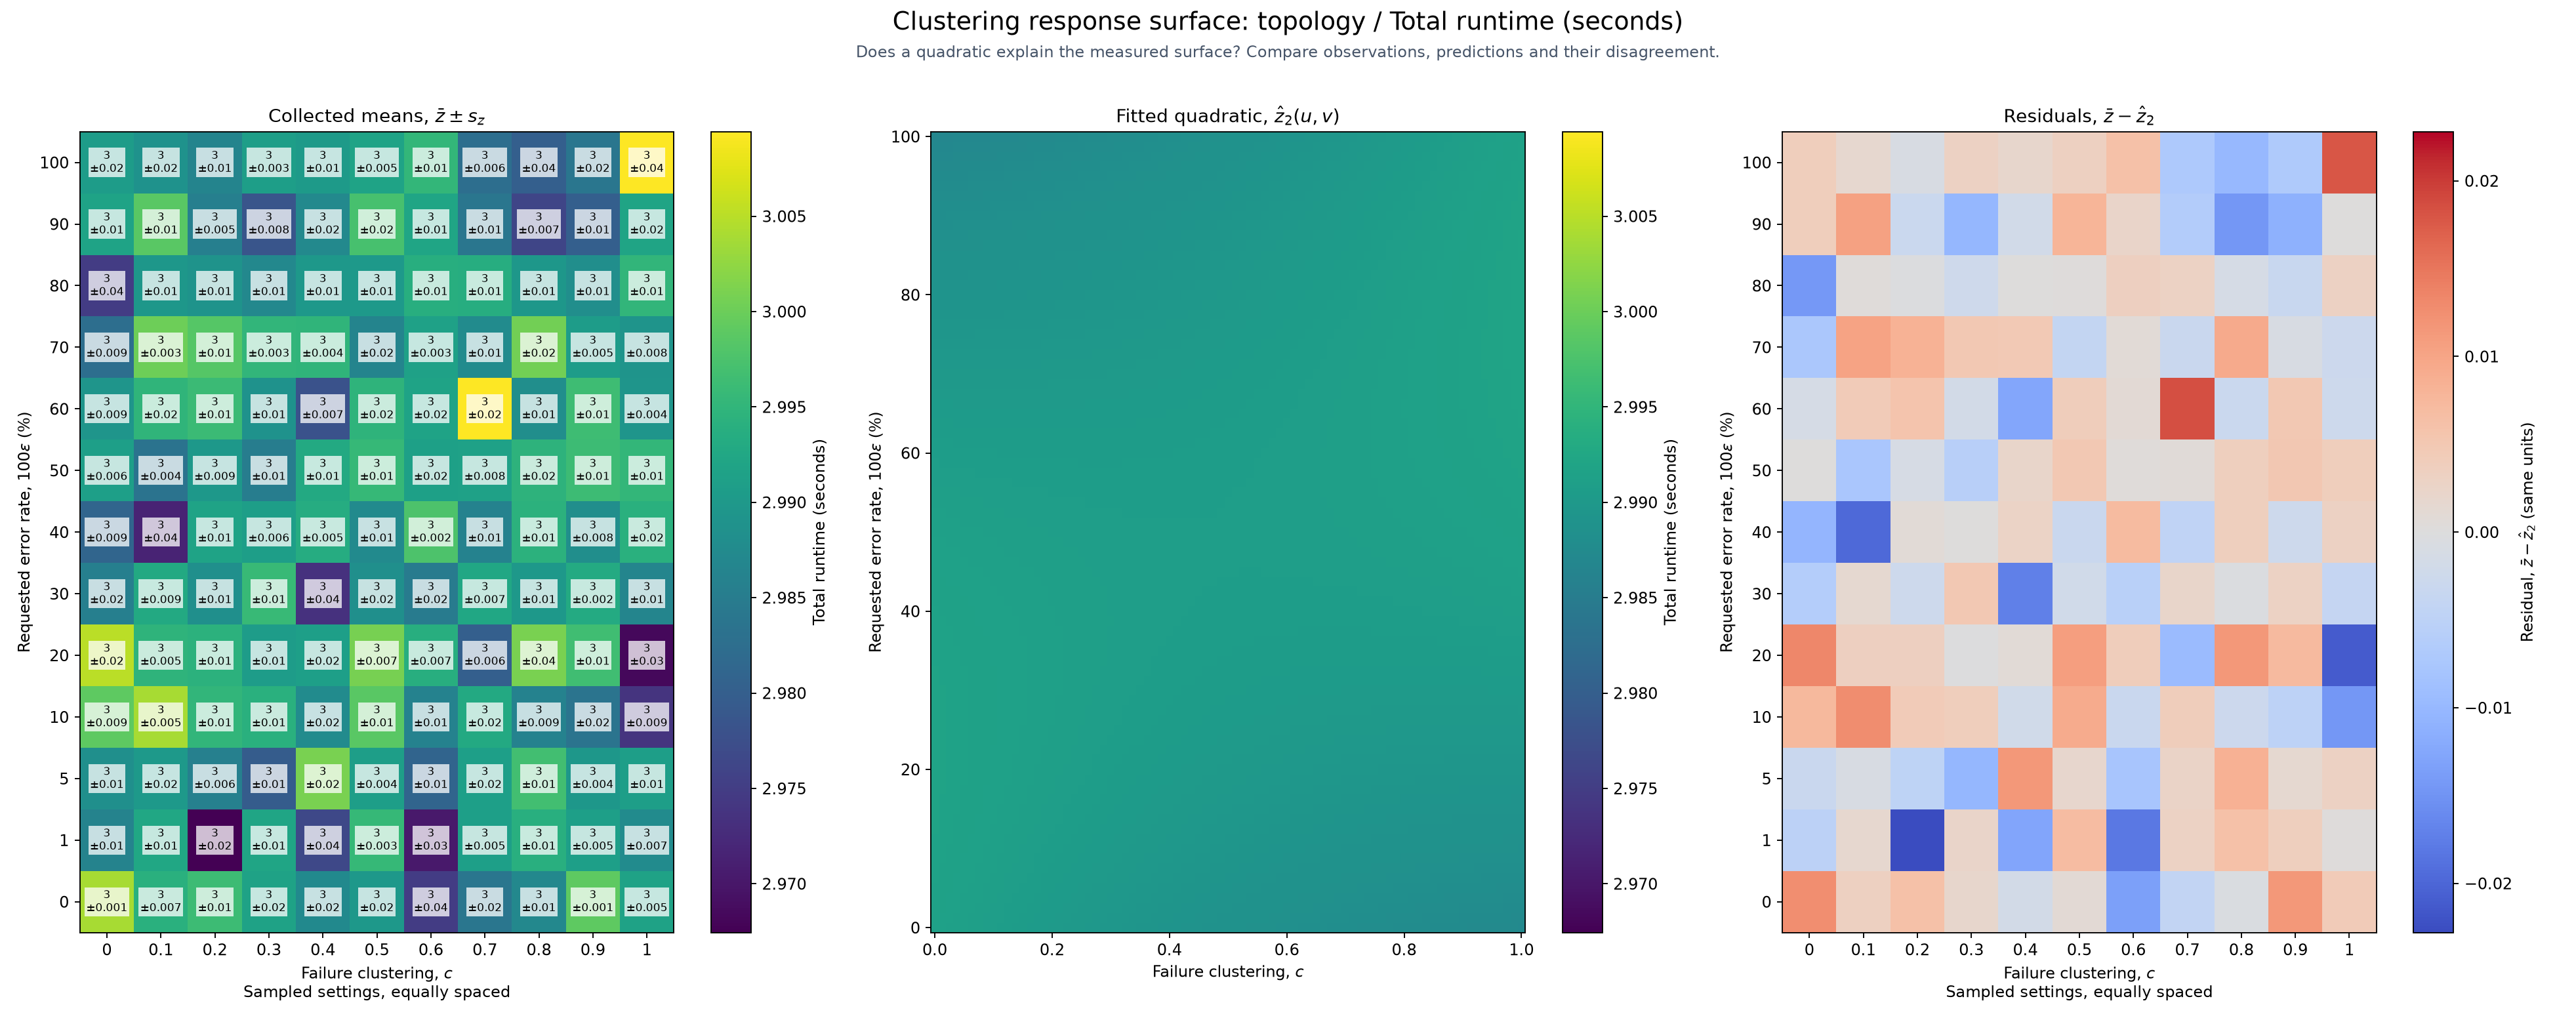 Clustering response surface: topology / Total runtime (seconds)
Does a quadratic explain the measured surface? Compare observations, predictions and their disagreement.
Collected means, z̄ ± s_z
Requested error rate, 100ε (%)
100
3 3 3 3 3 3 3 3 3 3 3
±0.02 ±0.02 ±0.01 ±0.003 ±0.01 ±0.005 ±0.01 ±0.006 ±0.04 ±0.02 ±0.04
90
3 3 3 3 3 3 3 3 3 3 3
±0.01 ±0.01 ±0.005 ±0.008 ±0.02 ±0.02 ±0.01 ±0.01 ±0.007 ±0.01 ±0.02
80
3 3 3 3 3 3 3 3 3 3 3
±0.04 ±0.01 ±0.01 ±0.01 ±0.01 ±0.01 ±0.01 ±0.01 ±0.01 ±0.01 ±0.01
70
3 3 3 3 3 3 3 3 3 3 3
±0.009 ±0.003 ±0.01 ±0.003 ±0.004 ±0.02 ±0.003 ±0.01 ±0.02 ±0.005 ±0.008
60
3 3 3 3 3 3 3 3 3 3 3
±0.009 ±0.02 ±0.01 ±0.01 ±0.007 ±0.02 ±0.02 ±0.02 ±0.01 ±0.01 ±0.004
50
3 3 3 3 3 3 3 3 3 3 3
±0.006 ±0.004 ±0.009 ±0.01 ±0.01 ±0.01 ±0.02 ±0.008 ±0.02 ±0.01 ±0.01
40
3 3 3 3 3 3 3 3 3 3 3
±0.009 ±0.04 ±0.01 ±0.006 ±0.005 ±0.01 ±0.002 ±0.01 ±0.01 ±0.008 ±0.02
30
3 3 3 3 3 3 3 3 3 3 3
±0.02 ±0.009 ±0.01 ±0.01 ±0.04 ±0.02 ±0.02 ±0.007 ±0.01 ±0.002 ±0.01
20
3 3 3 3 3 3 3 3 3 3 3
±0.02 ±0.005 ±0.01 ±0.01 ±0.02 ±0.007 ±0.007 ±0.006 ±0.04 ±0.01 ±0.03
10
3 3 3 3 3 3 3 3 3 3 3
±0.009 ±0.005 ±0.01 ±0.01 ±0.02 ±0.01 ±0.01 ±0.02 ±0.009 ±0.02 ±0.009
5
3 3 3 3 3 3 3 3 3 3 3
±0.01 ±0.02 ±0.006 ±0.01 ±0.02 ±0.004 ±0.01 ±0.02 ±0.01 ±0.004 ±0.01
1
3 3 3 3 3 3 3 3 3 3 3
±0.01 ±0.01 ±0.02 ±0.01 ±0.04 ±0.003 ±0.03 ±0.005 ±0.01 ±0.005 ±0.007
0
3 3 3 3 3 3 3 3 3 3 3
±0.001 ±0.007 ±0.01 ±0.02 ±0.02 ±0.02 ±0.04 ±0.02 ±0.01 ±0.001 ±0.005
0 0.1 0.2 0.3 0.4 0.5 0.6 0.7 0.8 0.9 1
Failure clustering, c
Sampled settings, equally spaced
3.005
3.000
2.995
2.990
2.985
2.980
2.975
2.970
Total runtime (seconds)
Fitted quadratic, ẑ₂(u, v)
Requested error rate, 100ε (%)
100
80
60
40
20
0
0.0 0.2 0.4 0.6 0.8 1.0
Failure clustering, c
3.005
3.000
2.995
2.990
2.985
2.980
2.975
2.970
Total runtime (seconds)
Residuals, z̄ − ẑ₂
Requested error rate, 100ε (%)
100
90
80
70
60
50
40
30
20
10
5
1
0
0 0.1 0.2 0.3 0.4 0.5 0.6 0.7 0.8 0.9 1
Failure clustering, c
Sampled settings, equally spaced
0.02
0.01
0.00
−0.01
−0.02
Residual, z̄ − ẑ₂ (same units)